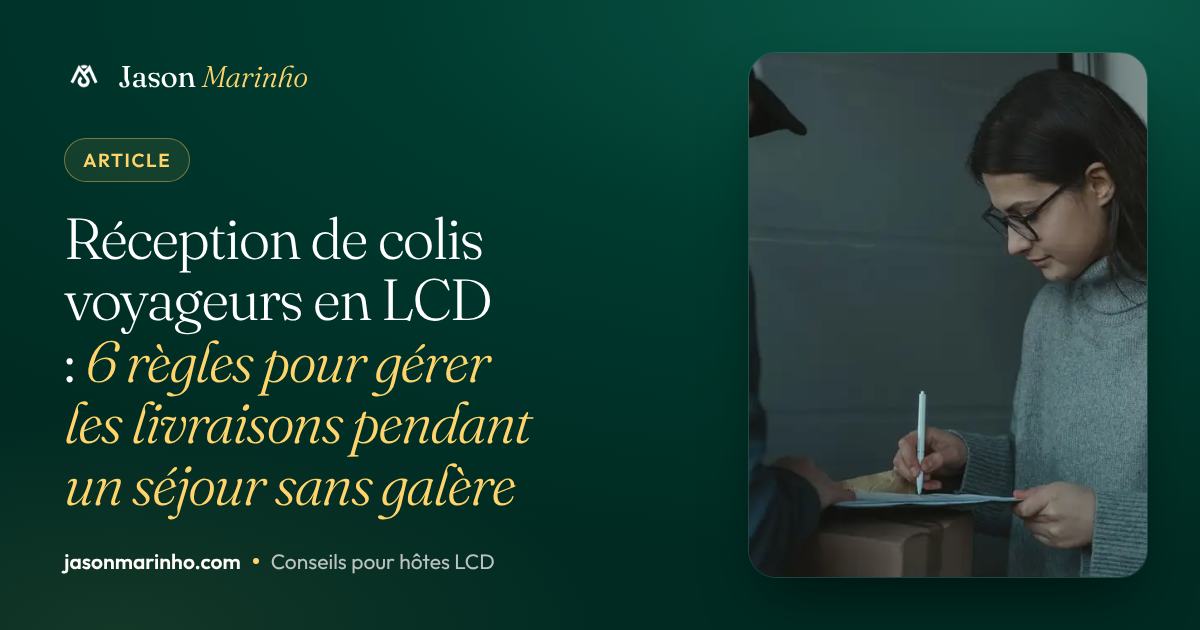 Jason Marinho
ARTICLE
Réception de colis
voyageurs en LCD
: 6 règles pour gérer
les livraisons pendant
un séjour sans galère
jasonmarinho.com • Conseils pour hôtes LCD